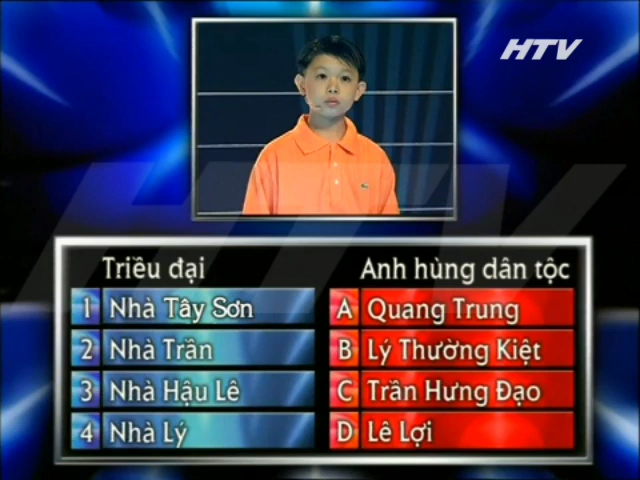 HTV
Triều đại
Anh hùng dân tộc
1 Nhà Tây Sơn
A Quang Trung
2 Nhà Trần
B Lý Thường Kiệt
3 Nhà Hậu Lê
C Trần Hưng Đạo
4 Nhà Lý
D Lê Lợi
HTV